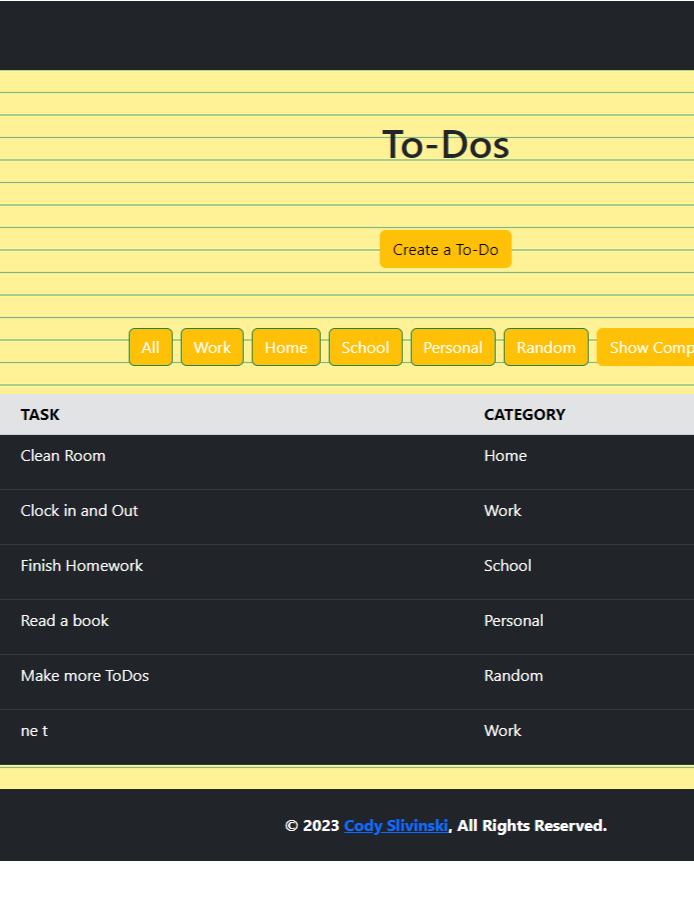 To-Dos
Create a To-Do
All Work Home School Personal Random Show Comp
TASK CATEGORY
Clean Room Home
Clock in and Out Work
Finish Homework School
Read a book Personal
Make more ToDos Random
ne t Work
© 2023 Cody Slivinski, All Rights Reserved.